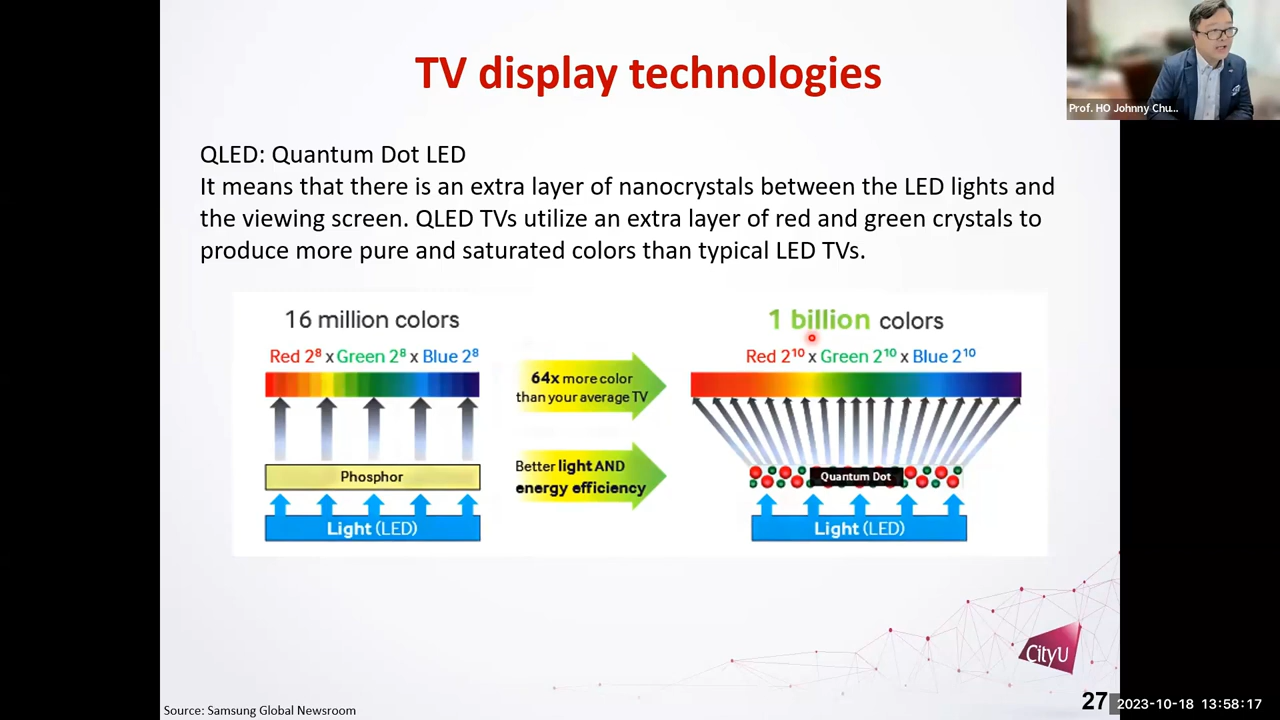 TV display technologies
Prof. HO Johnny Chu...
QLED: Quantum Dot LED
It means that there is an extra layer of nanocrystals between the LED lights and
the viewing screen. QLED TVs utilize an extra layer of red and green crystals to
produce more pure and saturated colors than typical LED TVs.
16 million colors
Red 2⁸ x Green 2⁸ x Blue 2⁸
Phosphor
Light (LED)
64x more color
than your average TV
Better light AND
energy efficiency
1 billion colors
Red 2¹⁰ x Green 2¹⁰ x Blue 2¹⁰
Quantum Dot
Light (LED)
CityU
27
2023-10-18 13:58:17
Source: Samsung Global Newsroom